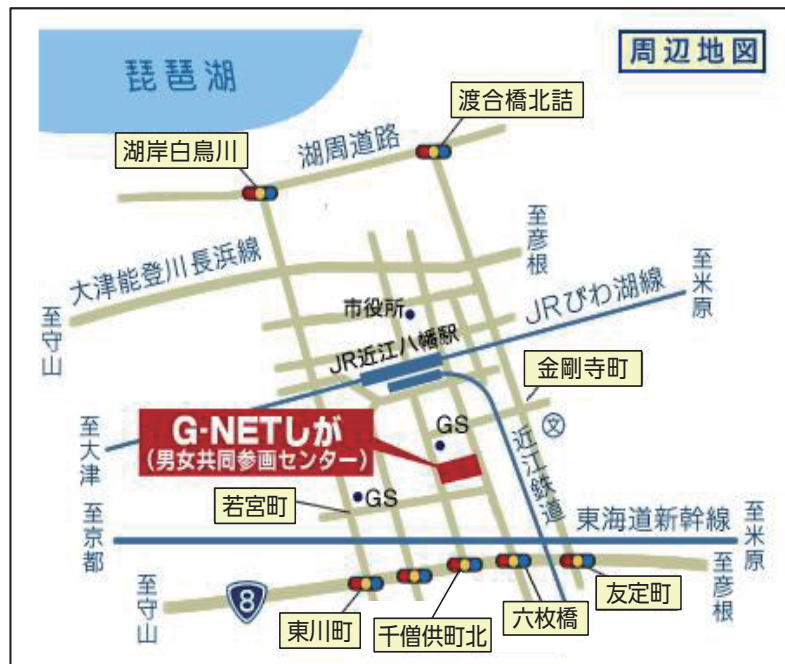 琵琶湖
周辺地図
渡合橋北詰
湖岸白鳥川
湖周道路
大津能登川長浜線
至彦根
至米原
至守山
市役所
JRびわ湖線
JR近江八幡駅
金剛寺町
至大津
G-NETしが
(男女共同参画センター)
GS
文
近江鉄道
若宮町
GS
至京都
東海道新幹線
至米原
至守山
8
至彦根
東川町
千僧供町北
六枚橋
友定町